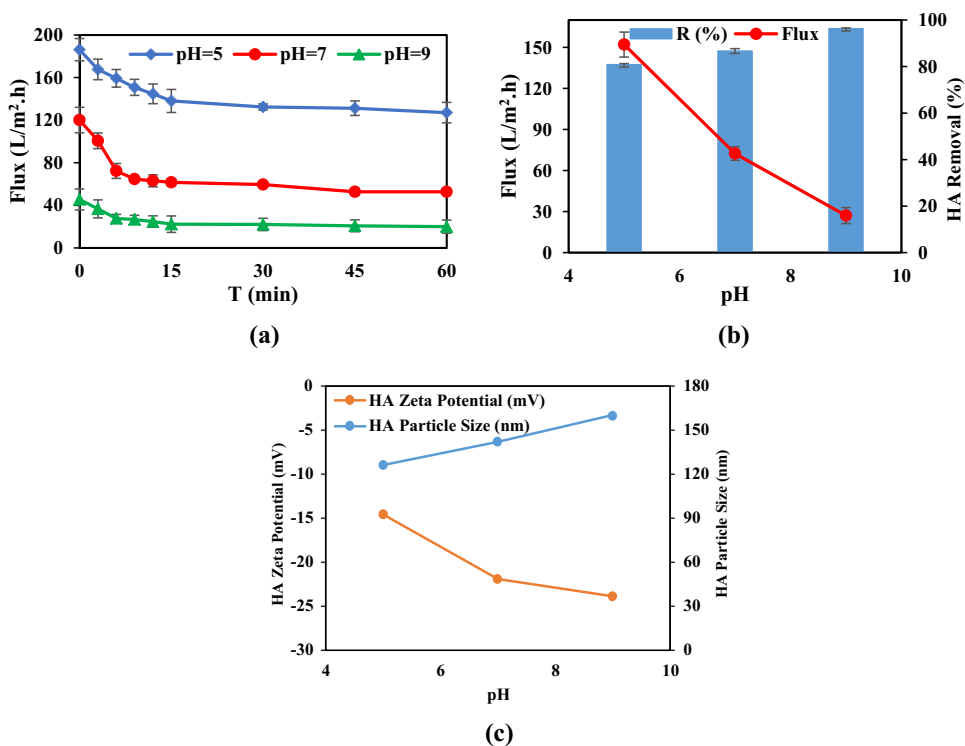 Flux (L/m².h)
200
160
120
80
40
0
pH=5 pH=7 pH=9
0 15 30 45 60
T (min)
(a)
Flux (L/m².h)
150
120
90
60
30
0
R (%) Flux
100
80
60
40
20
0
HA Removal (%)
4 6 8 10
pH
(b)
HA Zeta Potential (mV)
0
-5
-10
-15
-20
-25
-30
HA Zeta Potential (mV)
HA Particle Size (nm)
180
150
120
90
60
30
0
HA Particle Size (nm)
4 6 8 10
pH
(c)